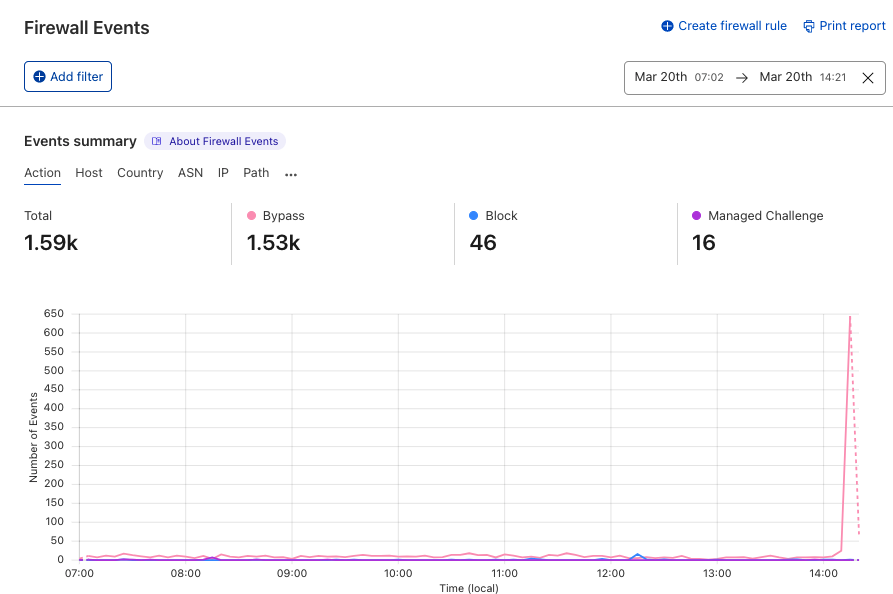 Firewall Events
Create firewall rule
Print report
Add filter
Mar 20th 07:02 → Mar 20th 14:21
Events summary
About Firewall Events
Action Host Country ASN IP Path ...
Total
1.59k
Bypass
1.53k
Block
46
Managed Challenge
16
Number of Events
650
600
550
500
450
400
350
300
250
200
150
100
50
0
07:00 08:00 09:00 10:00 11:00 12:00 13:00 14:00
Time (local)